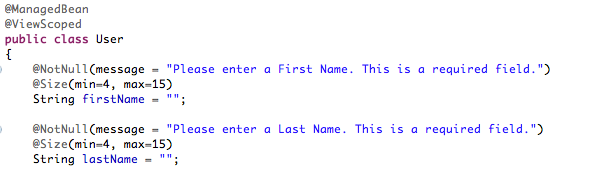 @ManagedBean
@ViewScoped
public class User
{
    @NotNull(message = "Please enter a First Name. This is a required field.")
    @Size(min=4, max=15)
    String firstName = "";

    @NotNull(message = "Please enter a Last Name. This is a required field.")
    @Size(min=4, max=15)
    String lastName = "";